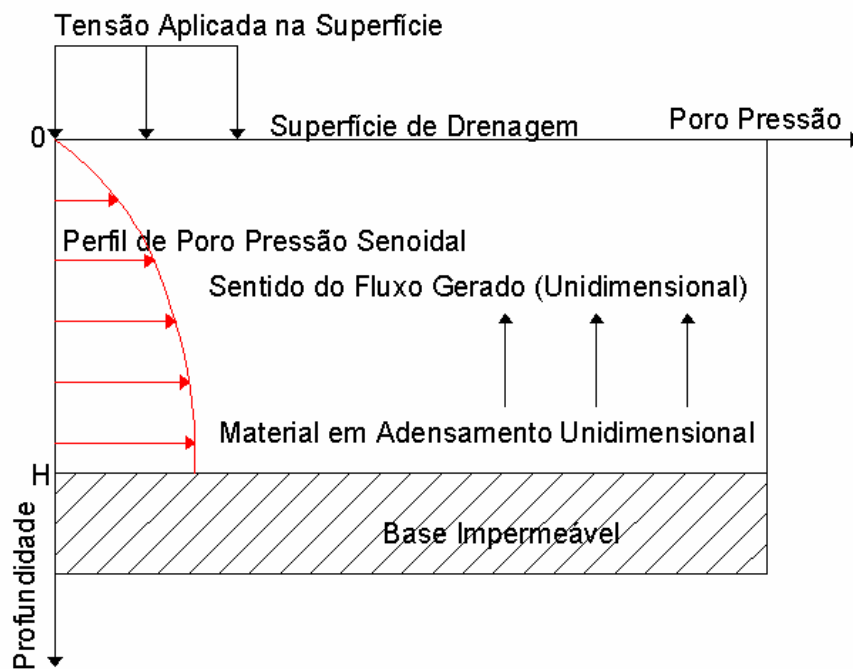 Tensão Aplicada na Superfície
0
Superfície de Drenagem
Poro Pressão
Perfil de Poro Pressão Senoidal
Sentido do Fluxo Gerado (Unidimensional)
Material em Adensamento Unidimensional
H
Base Impermeável
Profundidade